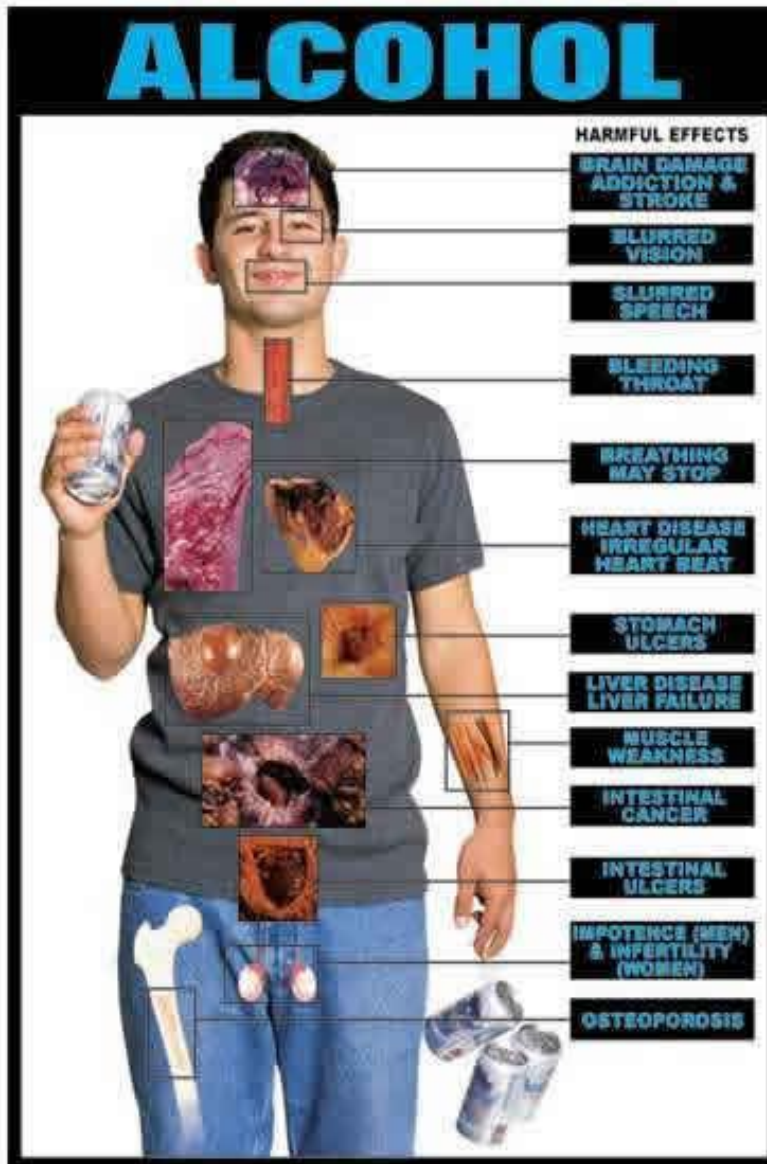 ALCOHOL
HARMFUL EFFECTS
BRAIN DAMAGE
ADDICTION &
STROKE
BLURRED
VISION
SLURRED
SPEECH
BLEEDING
THROAT
BREATHING
MAY STOP
HEART DISEASE
IRREGULAR
HEART BEAT
STOMACH
ULCERS
LIVER DISEASE
LIVER FAILURE
MUSCLE
WEAKNESS
INTESTINAL
CANCER
INTESTINAL
ULCERS
IMPOTENCE (MEN)
& INFERTILITY
(WOMEN)
OSTEOPOROSIS